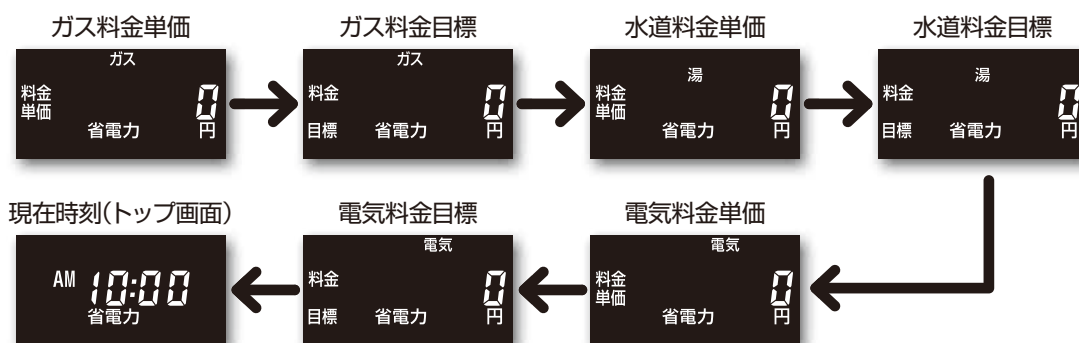 ガス料金単価
ガス
料金
単価
0
省電力
円
ガス料金目標
ガス
料金
0
目標
省電力
円
水道料金単価
湯
料金
単価
0
省電力
円
水道料金目標
湯
料金
0
目標
省電力
円
電気料金単価
電気
料金
単価
0
省電力
円
電気料金目標
電気
料金
0
目標
省電力
円
現在時刻(トップ画面)
AM 10:00
省電力